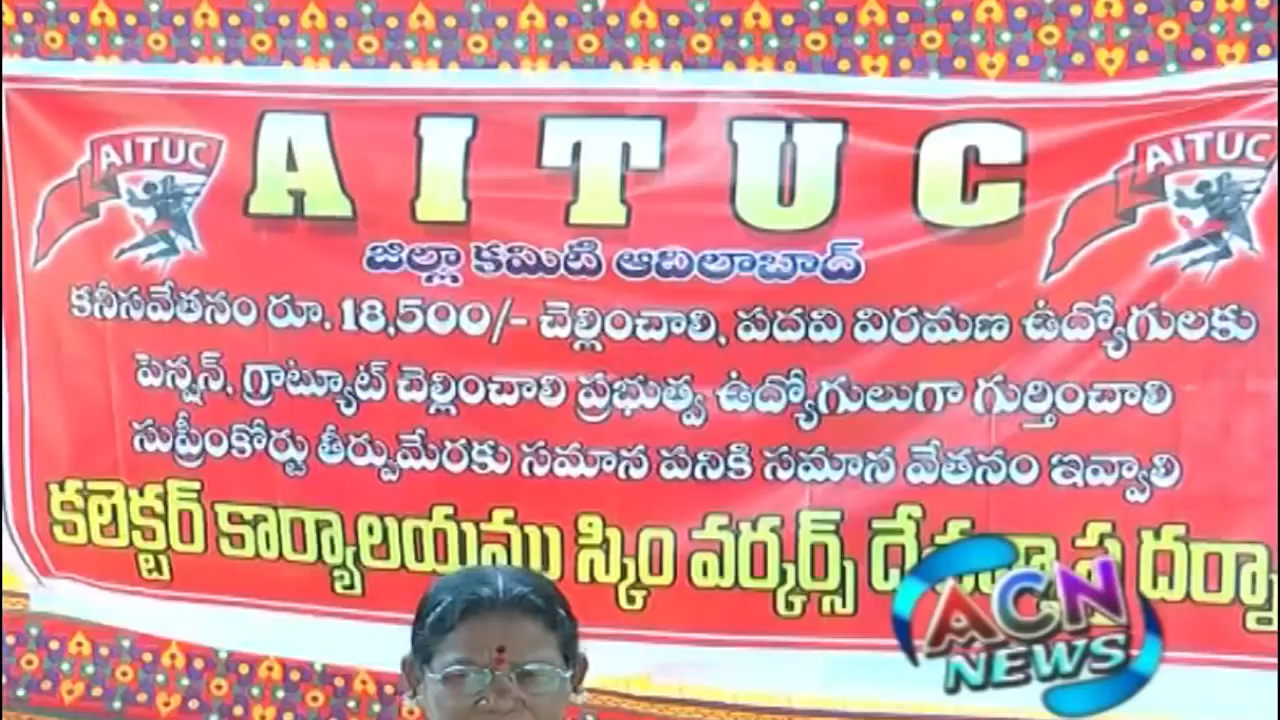 AITUC
AITUC
AITUC
జిల్లా కమిటి ఆదిలాబాద్
కనీసవేతనం రూ. 18,500/- చెల్లించాలి, పదవి విరమణ ఉద్యోగులకు
పెన్షన్, గ్రాట్యూట్ చెల్లించాలి ప్రభుత్వ ఉద్యోగులుగా గుర్తించాలి
సుప్రీంకోర్టు తీర్పుమేరకు సమాన పనికి సమాన వేతనం ఇవ్వాలి
కలెక్టర్ కార్యాలయము స్కిం వర్కర్స్ ధర్నా
ACN
NEWS